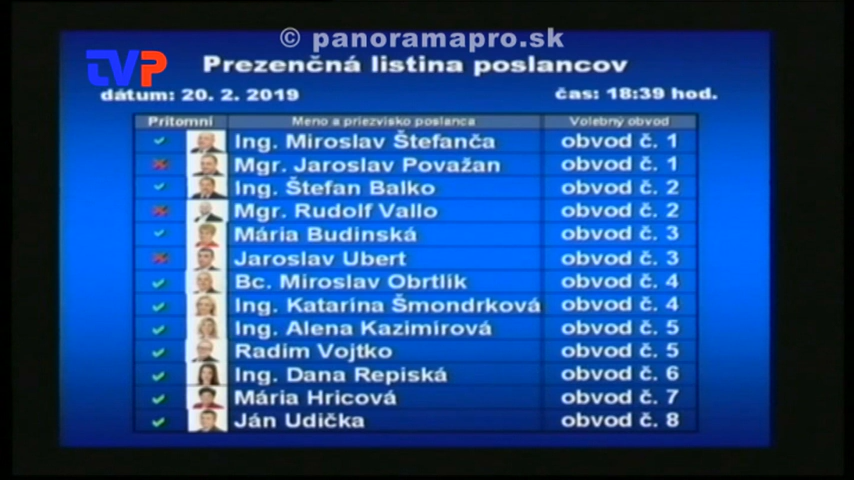 © panoramapro.sk
TVP
Prezenčná listina poslancov
dátum: 20. 2. 2019 čas: 18:39 hod.
Prítomní Meno a priezvisko poslanca Volebný obvod
Ing. Miroslav Štefanča obvod č. 1
Mgr. Jaroslav Považan obvod č. 1
Ing. Štefan Balko obvod č. 2
Mgr. Rudolf Vallo obvod č. 2
Mária Budinská obvod č. 3
Jaroslav Ubert obvod č. 3
Bc. Miroslav Obrtlík obvod č. 4
Ing. Katarína Šmondrková obvod č. 4
Ing. Alena Kazimírová obvod č. 5
Radim Vojtko obvod č. 5
Ing. Dana Repiská obvod č. 6
Mária Hricová obvod č. 7
Ján Udička obvod č. 8